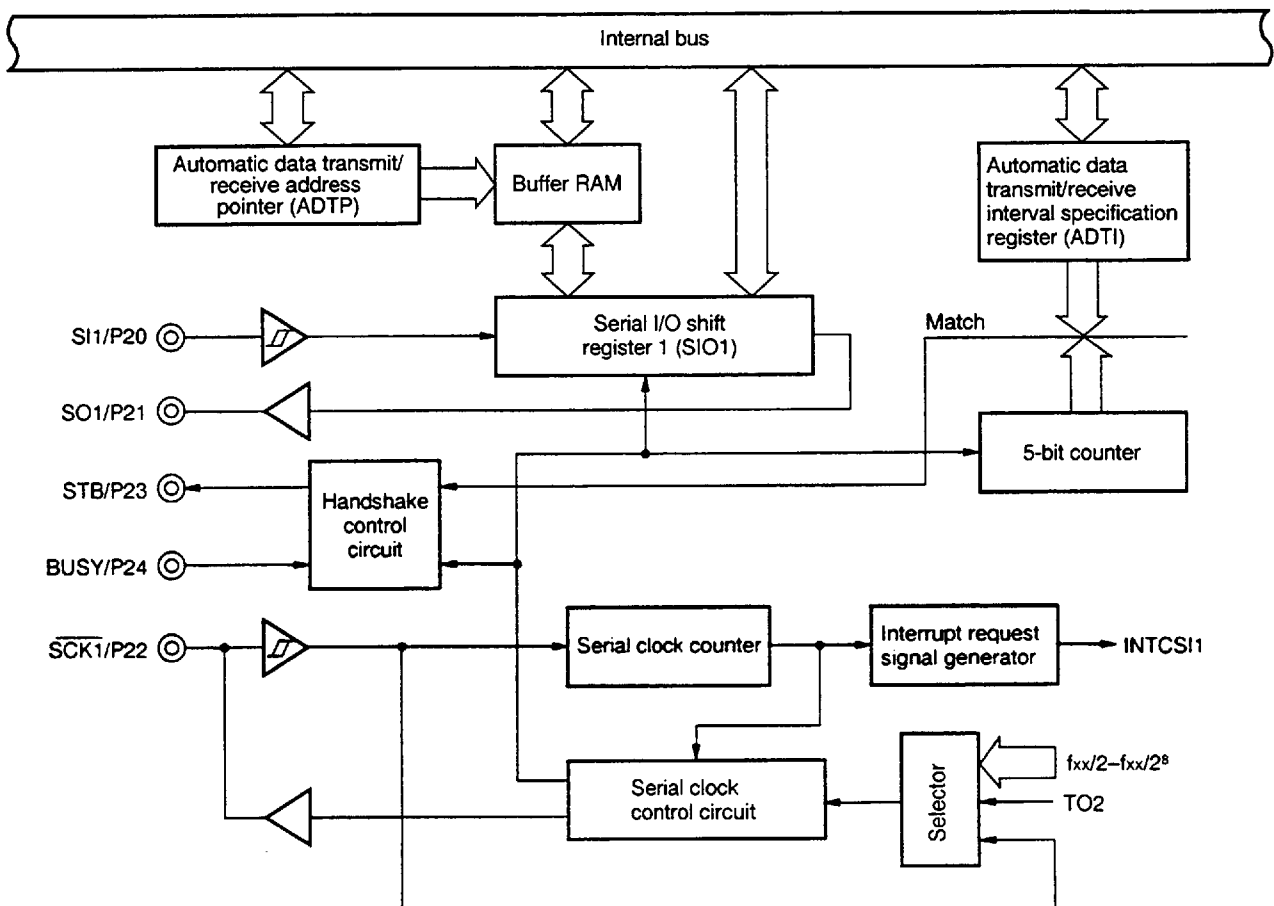 Internal bus
Automatic data transmit/
receive address
pointer (ADTP)
Buffer RAM
Automatic data
transmit/receive
interval specification
register (ADTI)
SI1/P20
Serial I/O shift
register 1 (SIO1)
Match
SO1/P21
5-bit counter
STB/P23
Handshake
control
circuit
BUSY/P24
SCK1/P22
Serial clock counter
Interrupt request
signal generator
INTCSI1
Serial clock
control circuit
Selector
fxx/2–fxx/2⁸
TO2